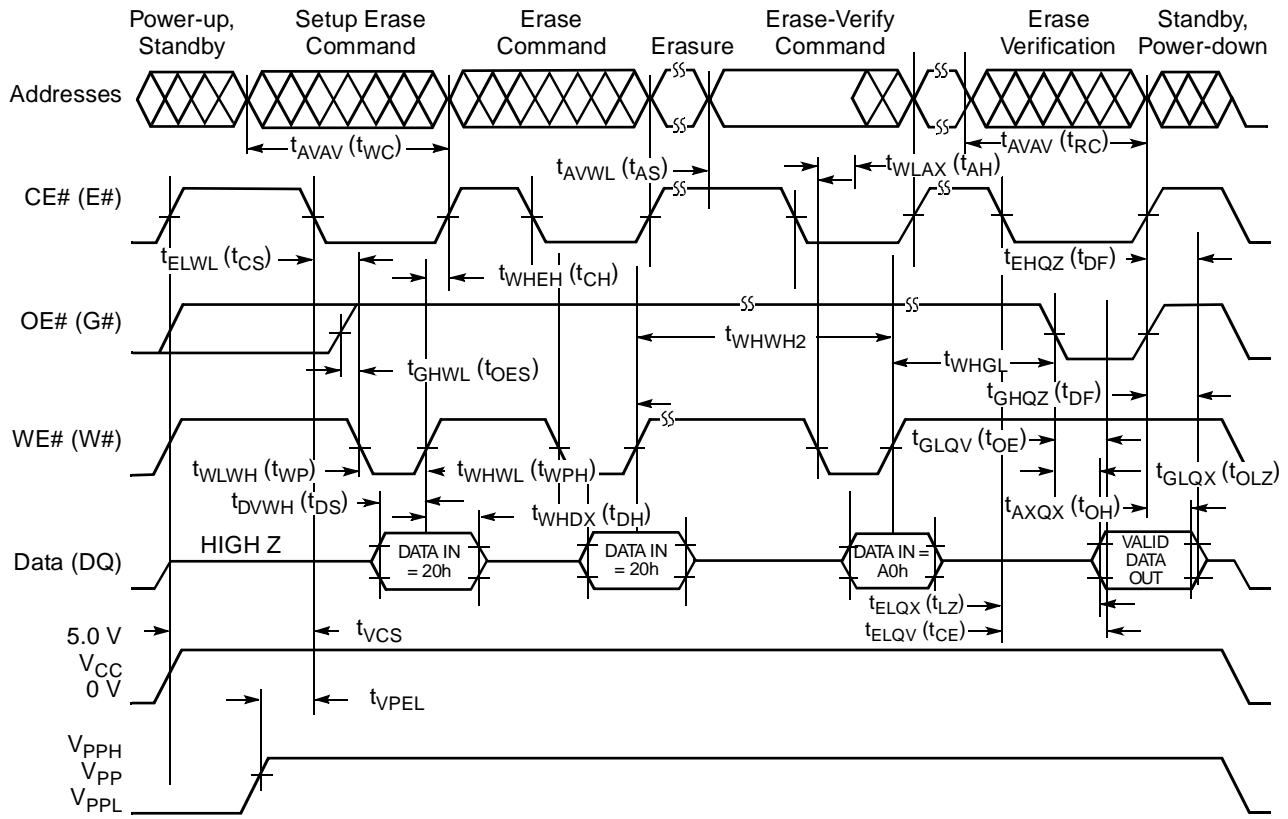 Power-up, Standby
Setup Erase Command
Erase Command
Erasure
Erase-Verify Command
Erase Verification
Standby, Power-down
Addresses
tAVAV (tWC)
tAVWL (tAS)
tWLAX (tAH)
tAVAV (tRC)
CE# (E#)
tELWL (tCS)
tWHEH (tCH)
tEHQZ (tDF)
OE# (G#)
tGHWL (tOES)
tWHWH2
tWHGL
tGHQZ (tDF)
WE# (W#)
tGLQV (tOE)
tWLWH (tWP)
tWHWL (tWPH)
tGLQX (tOLZ)
tDVWH (tDS)
tWHDX (tDH)
tAXQX (tOH)
Data (DQ)
HIGH Z
DATA IN
= 20h
DATA IN
= 20h
DATA IN =
A0h
VALID
DATA
OUT
tELQX (tLZ)
tELQV (tCE)
5.0 V
VCC
0 V
tVCS
tVPEL
VPPH
VPP
VPPL